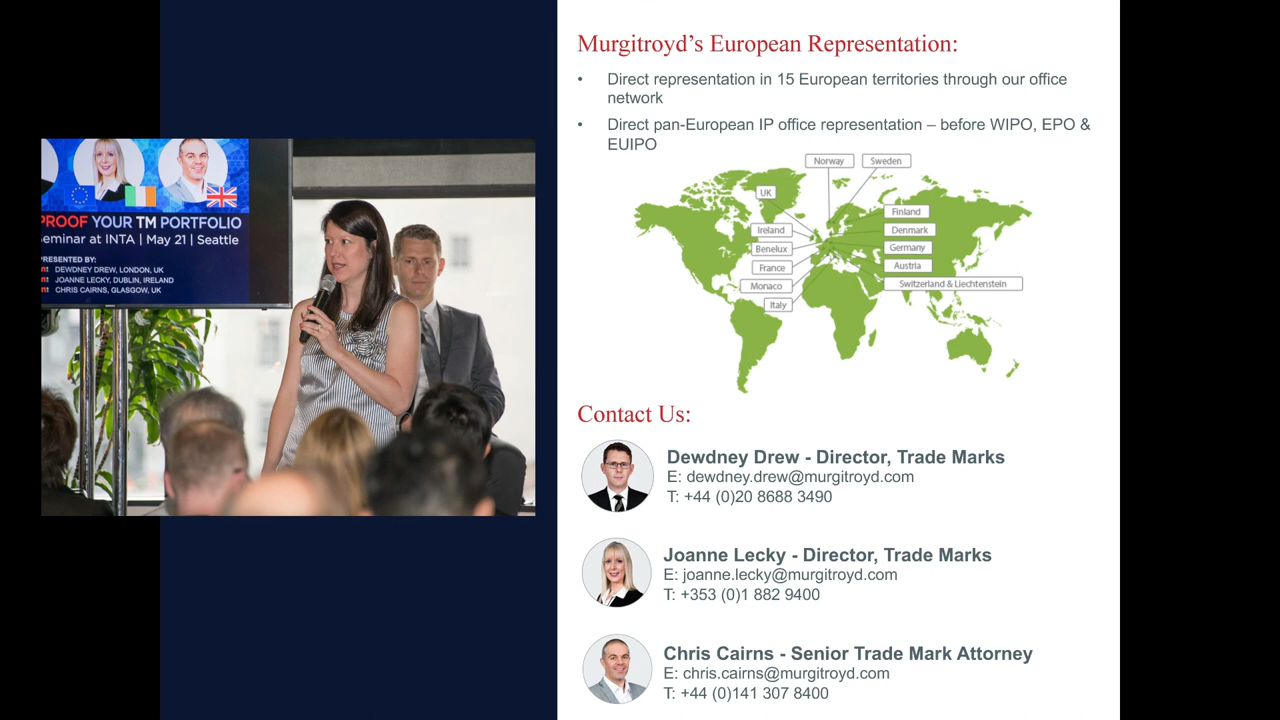 PROOF YOUR TM PORTFOLIO
Seminar at INTA | May 21 | Seattle
PRESENTED BY:
DEWDNEY DREW, LONDON, UK
JOANNE LECKY, DUBLIN, IRELAND
CHRIS CAIRNS, GLASGOW, UK
Murgitroyd’s European Representation:
• Direct representation in 15 European territories through our office
network
• Direct pan-European IP office representation – before WIPO, EPO &
EUIPO
Norway
Sweden
UK
Finland
Ireland
Denmark
Benelux
Germany
France
Austria
Monaco
Switzerland & Liechtenstein
Italy
Contact Us:
Dewdney Drew - Director, Trade Marks
E: dewdney.drew@murgitroyd.com
T: +44 (0)20 8688 3490
Joanne Lecky - Director, Trade Marks
E: joanne.lecky@murgitroyd.com
T: +353 (0)1 882 9400
Chris Cairns - Senior Trade Mark Attorney
E: chris.cairns@murgitroyd.com
T: +44 (0)141 307 8400